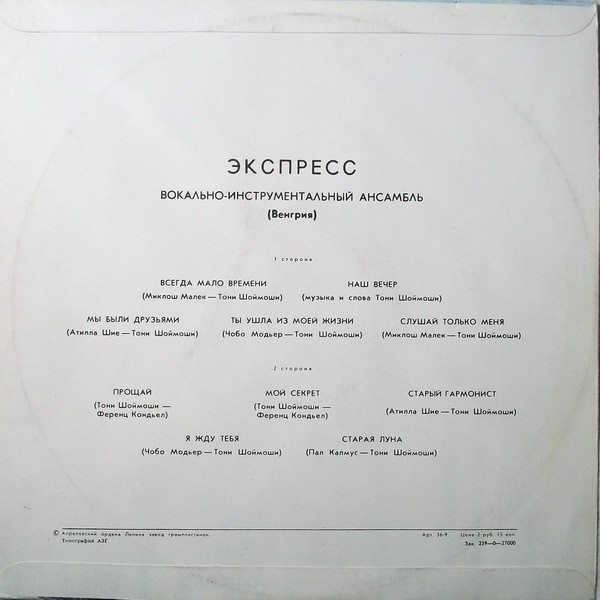 ЭКСПРЕСС
ВОКАЛЬНО-ИНСТРУМЕНТАЛЬНЫЙ АНСАМБЛЬ
(Венгрия)
1 сторона
ВСЕГДА МАЛО ВРЕМЕНИ НАШ ВЕЧЕР
(Миклош Малек — Тони Шоймоши) (музыка и слова Тони Шоймоши)
МЫ БЫЛИ ДРУЗЬЯМИ ТЫ УШЛА ИЗ МОЕЙ ЖИЗНИ СЛУШАЙ ТОЛЬКО МЕНЯ
(Атилла Шие — Тони Шоймоши) (Чобо Модьер — Тони Шоймоши) (Миклош Малек — Тони Шоймоши)
2 сторона
ПРОЩАЙ МОЙ СЕКРЕТ СТАРЫЙ ГАРМОНИСТ
(Тони Шоймоши — (Тони Шоймоши — (Атилла Шие — Тони Шоймоши)
Ференц Кондьел) Ференц Кондьел)
Я ЖДУ ТЕБЯ СТАРАЯ ЛУНА
(Чобо Модьер — Тони Шоймоши) (Пал Калмус — Тони Шоймоши)
© Апрелевский ордена Ленина завод грампластинок. Арт. 36-9. Цена 2 руб. 15 коп
Типография АЗГ Зак. 239—0—27000